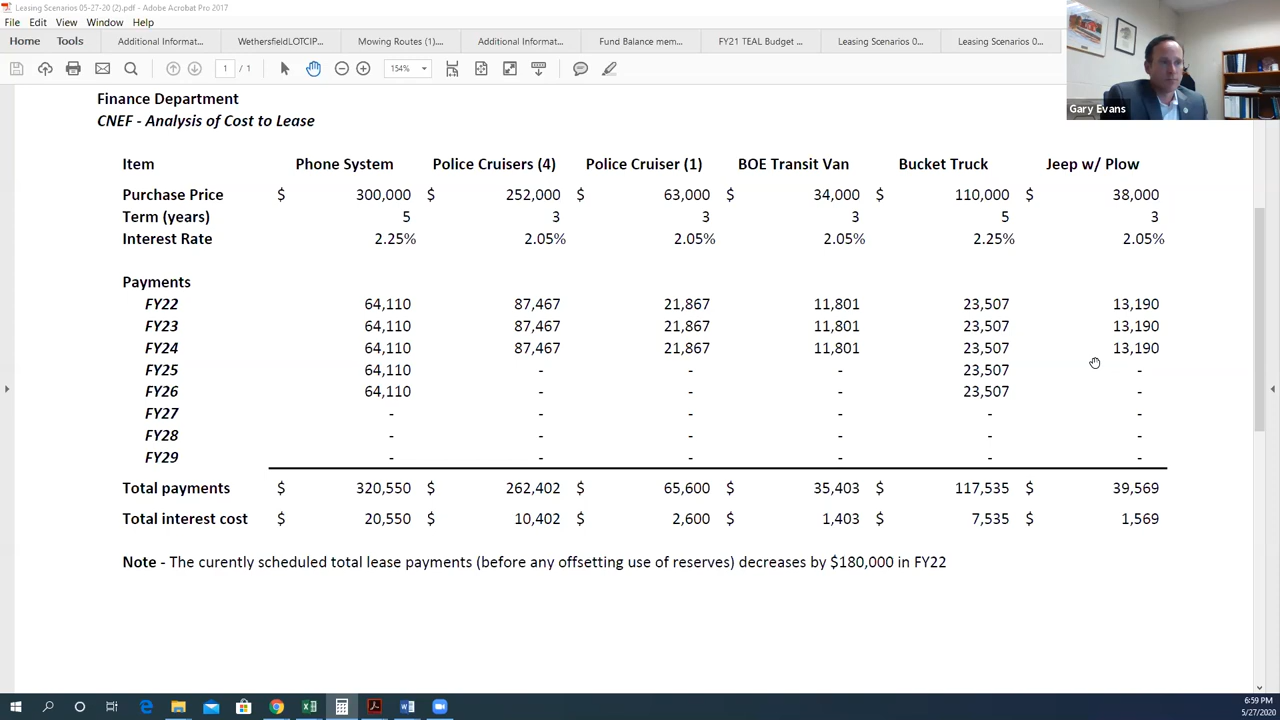 Leasing Scenarios 05-27-20 (2).pdf - Adobe Acrobat Pro 2017
File Edit View Window Help
Home Tools Additional Informat... WethersfieldLOTCIP... Mowing Routes (1).... Additional Informat... Fund Balance mem... FY21 TEAL Budget ... Leasing Scenarios 0... Leasing Scenarios 0...
1 / 1 154%
Gary Evans
Finance Department
CNEF - Analysis of Cost to Lease
Item Phone System Police Cruisers (4) Police Cruiser (1) BOE Transit Van Bucket Truck Jeep w/ Plow
Purchase Price $ 300,000 $ 252,000 $ 63,000 $ 34,000 $ 110,000 $ 38,000
Term (years) 5 3 3 3 5 3
Interest Rate 2.25% 2.05% 2.05% 2.05% 2.25% 2.05%
Payments
FY22 64,110 87,467 21,867 11,801 23,507 13,190
FY23 64,110 87,467 21,867 11,801 23,507 13,190
FY24 64,110 87,467 21,867 11,801 23,507 13,190
FY25 64,110 - - - 23,507 -
FY26 64,110 - - - 23,507 -
FY27 - - - - - -
FY28 - - - - - -
FY29 - - - - - -
Total payments $ 320,550 $ 262,402 $ 65,600 $ 35,403 $ 117,535 $ 39,569
Total interest cost $ 20,550 $ 10,402 $ 2,600 $ 1,403 $ 7,535 $ 1,569
Note - The curently scheduled total lease payments (before any offsetting use of reserves) decreases by $180,000 in FY22
6:59 PM
5/27/2020